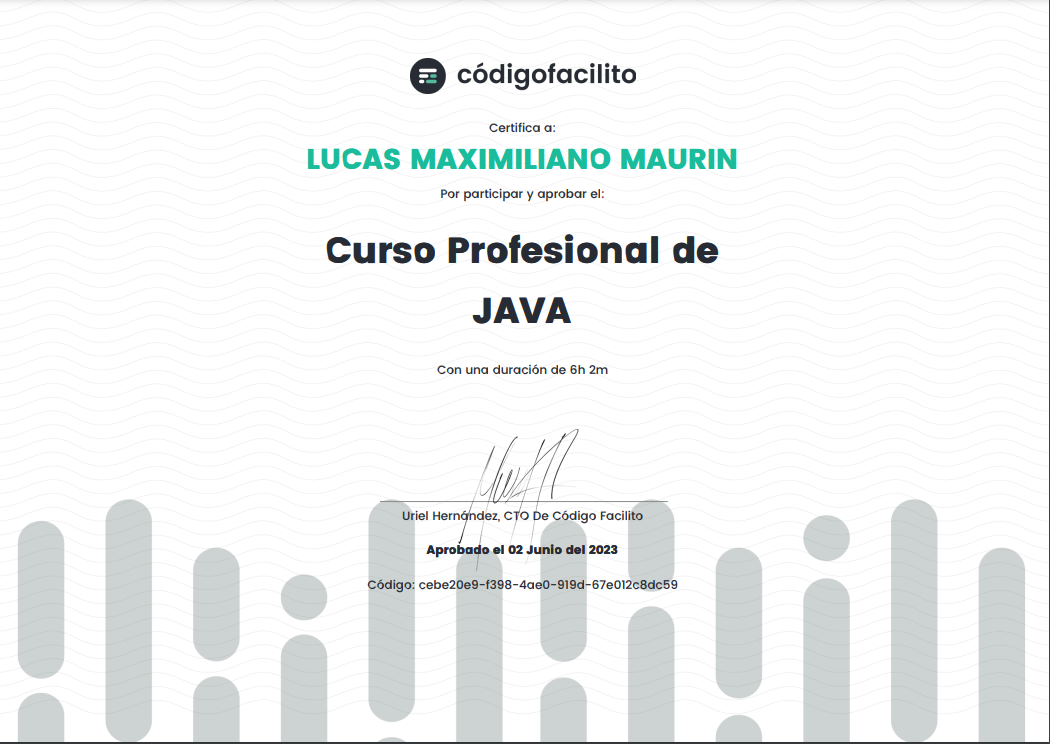 códigofacilito
Certifica a:
LUCAS MAXIMILIANO MAURIN
Por participar y aprobar el:
Curso Profesional de
JAVA
Con una duración de 6h 2m
Uriel Hernández, CTO De Código Facilito
Aprobado el 02 Junio del 2023
Código: cebe20e9-f398-4ae0-919d-67e012c8dc59